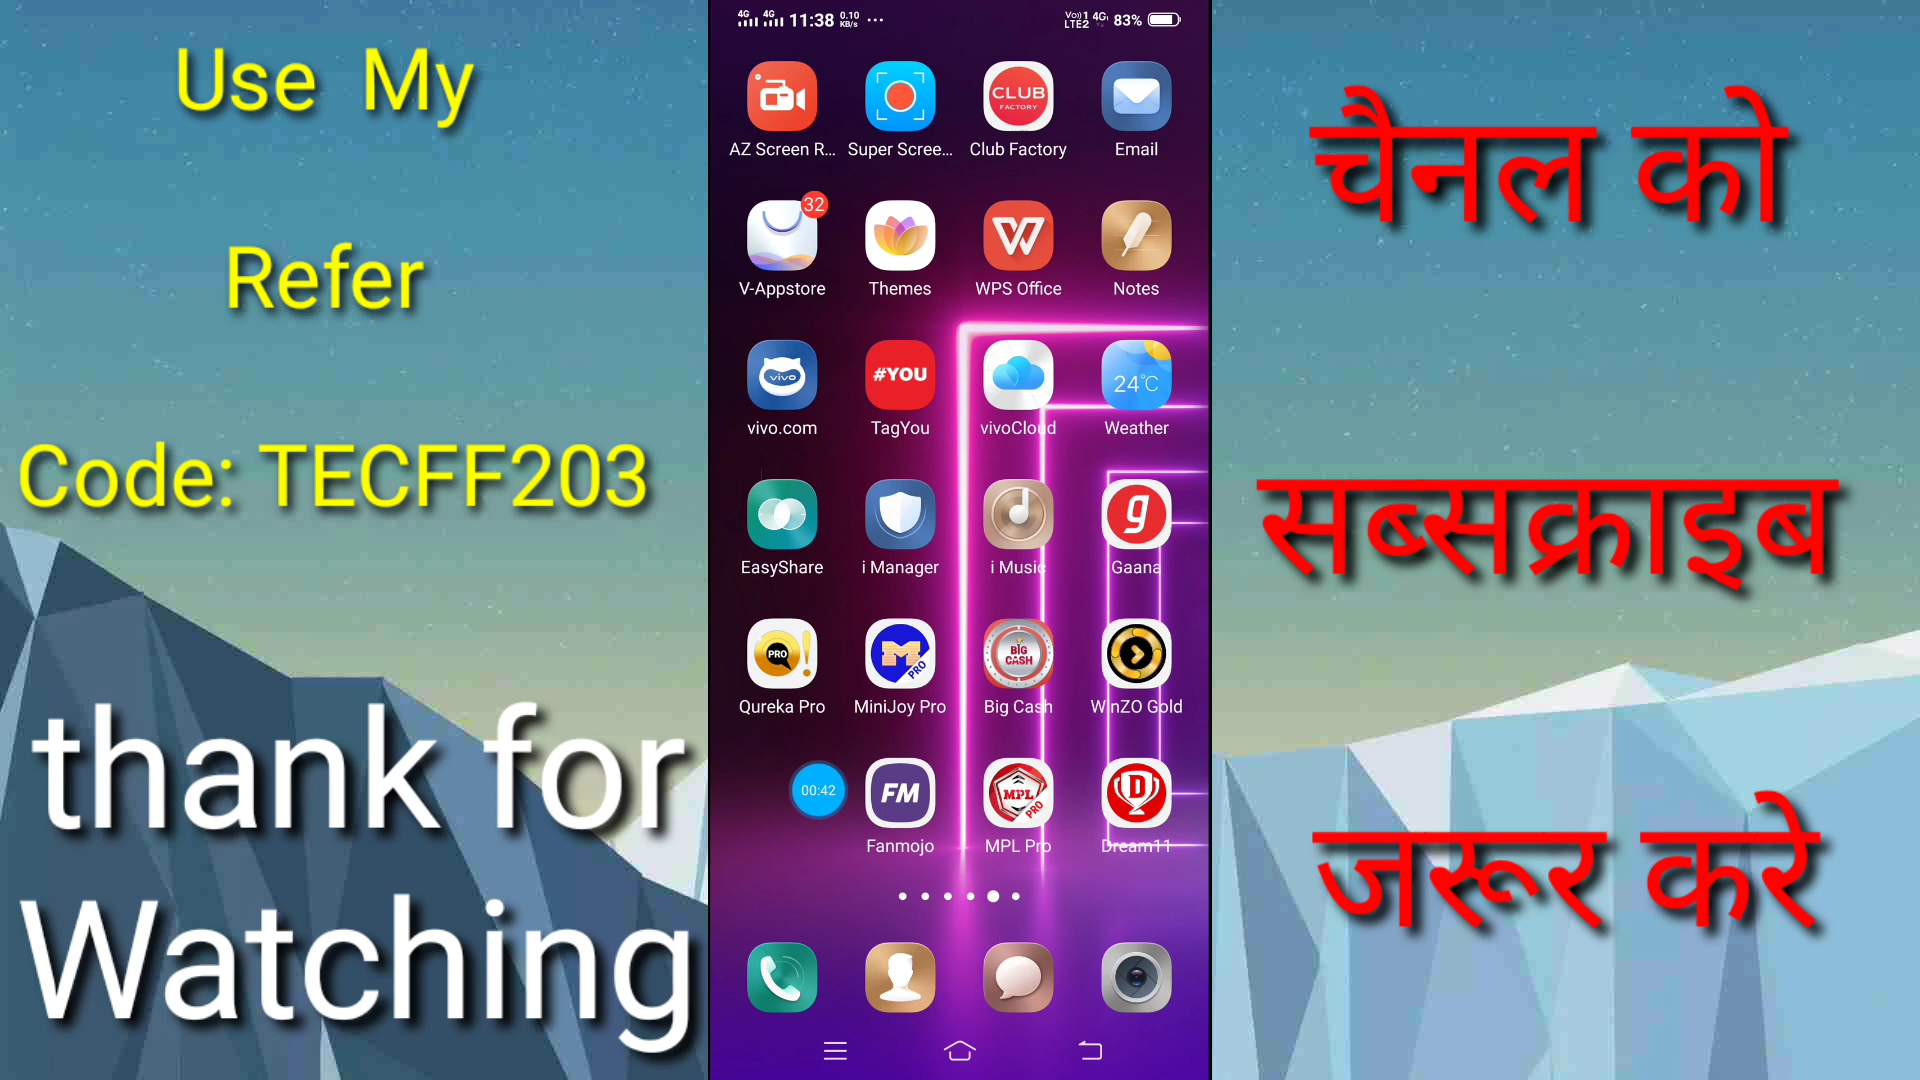 Use My
Refer
Code: TECFF203
thank for
Watching
4G 4G 11:38 0.10 KB/s ...
Vo) 1 LTE2 4G 83%
CLUB
FACTORY
AZ Screen R... Super Scree... Club Factory Email
32
V-Appstore Themes WPS Office Notes
vivo #YOU 24°C
vivo.com TagYou vivoCloud Weather
g
EasyShare i Manager i Music Gaana
PRO M PRO BIG CASH
Qureka Pro MiniJoy Pro Big Cash WinZO Gold
00:42 FM MPL PRO D
Fanmojo MPL Pro Dream11
चैनल को
सब्सक्राइब
जरूर करे